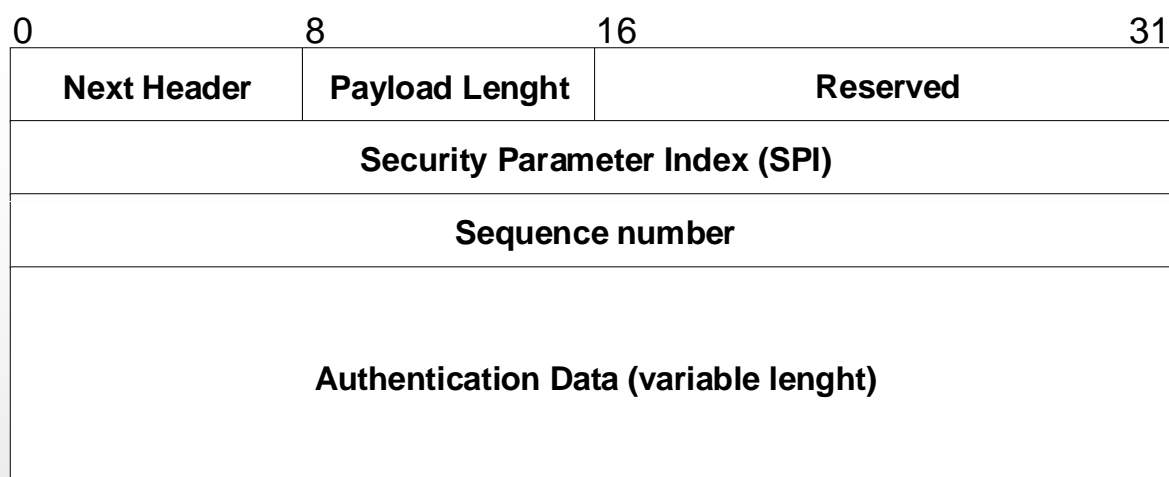 0 8 16 31
Next Header Payload Lenght Reserved
Security Parameter Index (SPI)
Sequence number
Authentication Data (variable lenght)